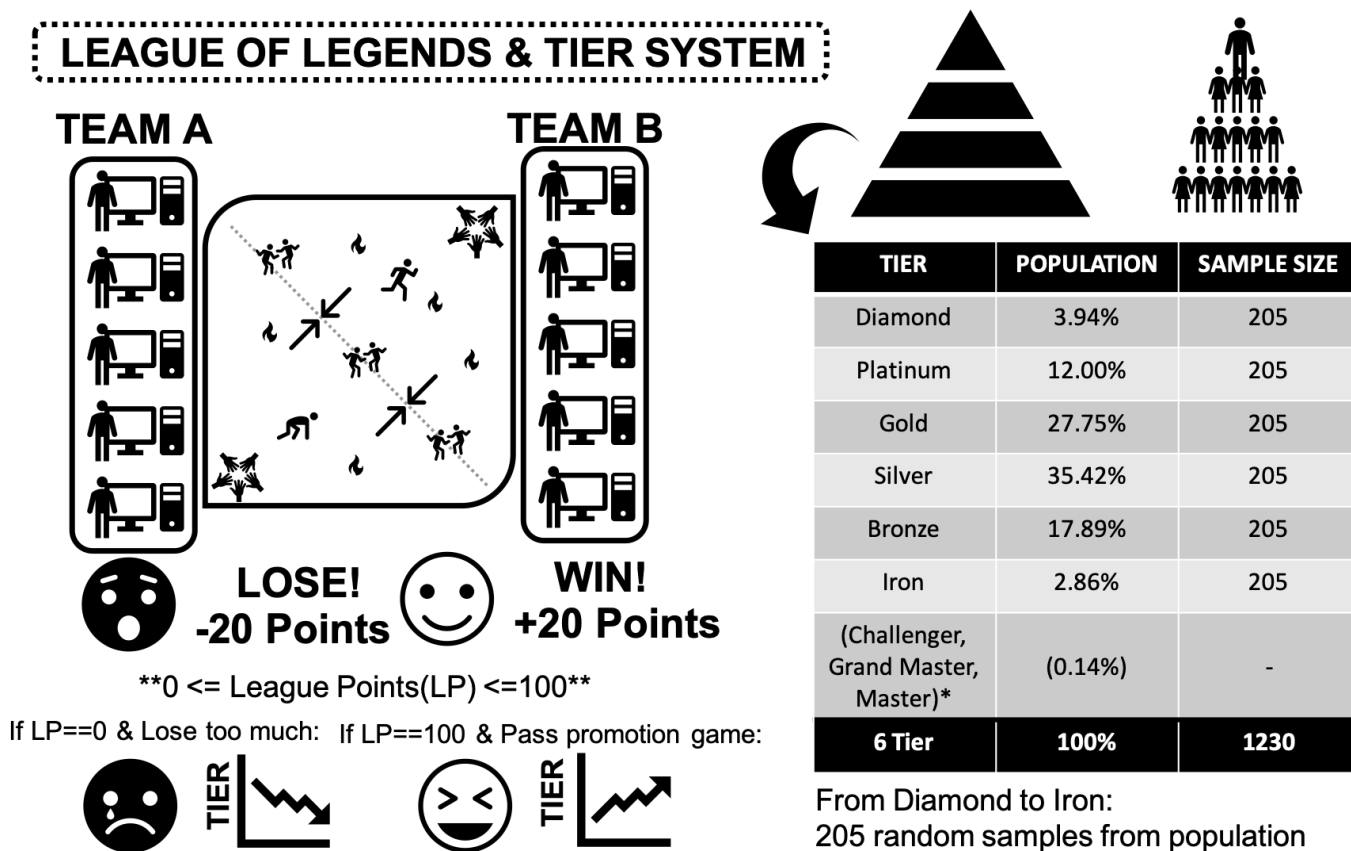 LEAGUE OF LEGENDS & TIER SYSTEM
TEAM A
TEAM B
LOSE!
-20 Points
WIN!
+20 Points
**0 <= League Points(LP) <=100**
If LP==0 & Lose too much:
If LP==100 & Pass promotion game:
TIER
TIER
TIER POPULATION SAMPLE SIZE
Diamond 3.94% 205
Platinum 12.00% 205
Gold 27.75% 205
Silver 35.42% 205
Bronze 17.89% 205
Iron 2.86% 205
(Challenger,
Grand Master, (0.14%) -
Master)*
6 Tier 100% 1230
From Diamond to Iron:
205 random samples from population